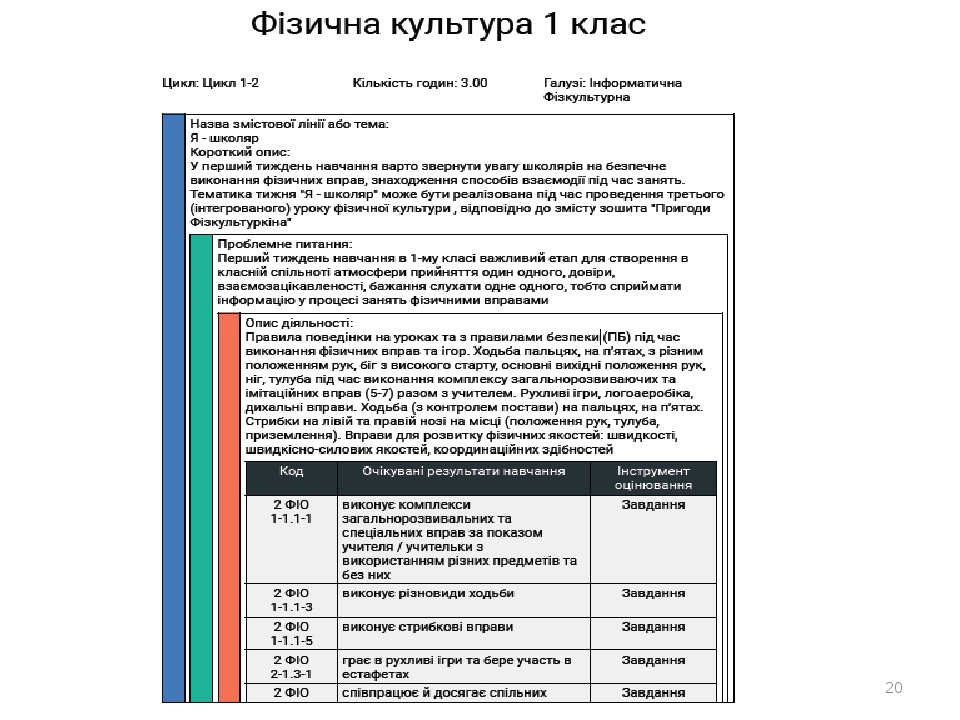 Фізична культура 1 клас
Цикл: Цикл 1-2
Кількість годин: 3.00
Галузі: Інформатична
Фізкультурна
Назва змістової лінії або тема:
Я - школяр
Короткий опис:
У перший тиждень навчання варто звернути увагу школярів на безпечне
виконання фізичних вправ, знаходження способів взаємодії під час занять.
Тематика тижня "Я - школяр" може бути реалізована під час проведення третього
(інтегрованого) уроку фізичної культури , відповідно до змісту зошита "Пригоди
Фізкультуркіна"
Проблемне питання:
Перший тиждень навчання в 1-му класі важливий етап для створення в
класній спільноті атмосфери прийняття один одного, довіри,
взаємозацікавленості, бажання слухати одне одного, тобто сприймати
інформацію у процесі занять фізичними вправами
Опис діяльності:
Правила поведінки на уроках та з правилами безпеки (ПБ) під час
виконання фізичних вправ та ігор. Ходьба пальцях, на п'ятах, з різним
положенням рук, біг з високого старту, основні вихідні положення рук,
ніг, тулуба під час виконання комплексу загальнорозвиваючих та
імітаційних вправ (5-7) разом з учителем. Рухливі ігри, логоаеробіка,
дихальні вправи. Ходьба (з контролем постави) на пальцях, на п'ятах.
Стрибки на лівій та правій нозі на місці (положення рук, тулуба,
приземлення). Вправи для розвитку фізичних якостей: швидкості,
швидкісно-силових якостей, координаційних здібностей
Код
Очікувані результати навчання
Інструмент
оцінювання
2 ФІО
1-1.1-1
виконує комплекси
загальнорозвивальних та
спеціальних вправ за показом
учителя / учительки з
використанням різних предметів та
без них
Завдання
2 ФІО
1-1.1-3
виконує різновиди ходьби
Завдання
2 ФІО
1-1.1-5
виконує стрибкові вправи
Завдання
2 ФІО
2-1.3-1
грає в рухливі ігри та бере участь в
естафетах
Завдання
2 ФІО
співпрацює й досягає спільних
Завдання
20